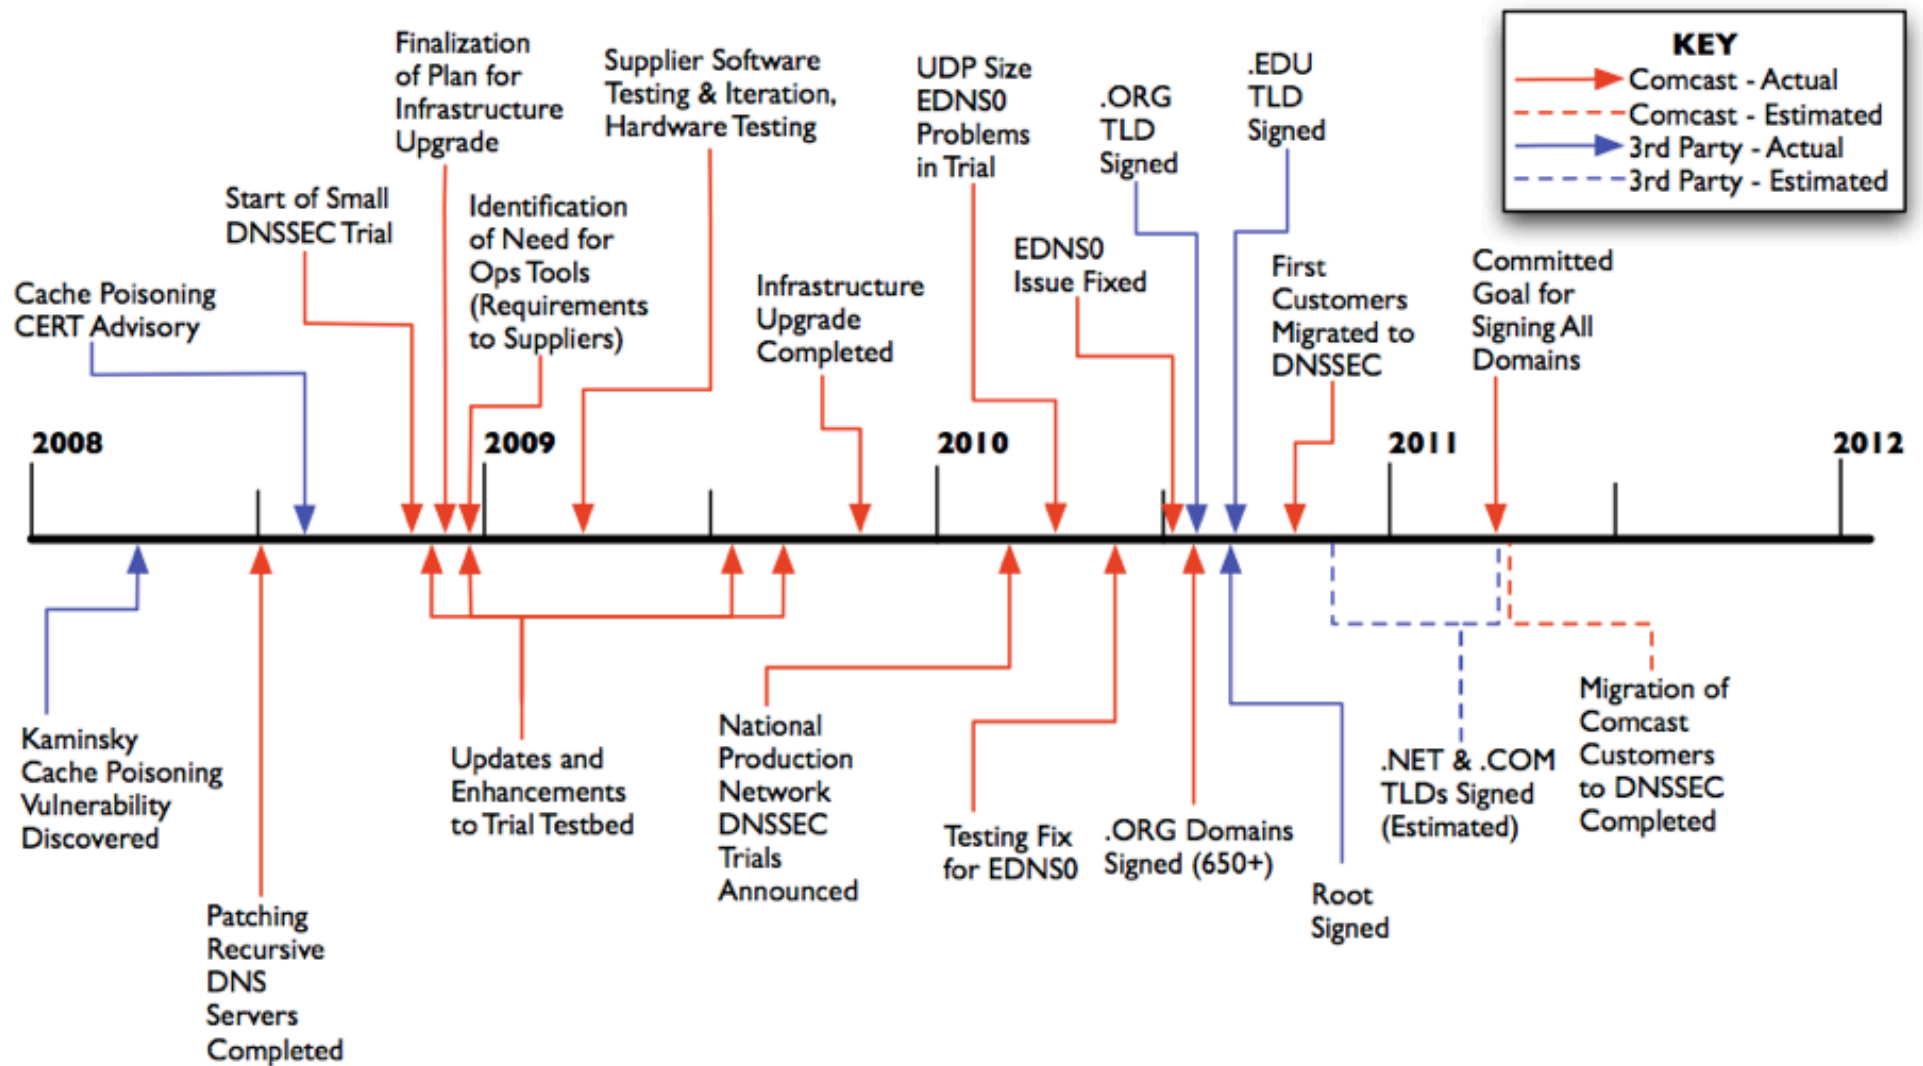 Finalization
of Plan for
Infrastructure
Upgrade
Supplier Software
Testing & Iteration,
Hardware Testing
UDP Size
EDNS0
Problems
in Trial
.ORG
TLD
Signed
.EDU
TLD
Signed
KEY
Comcast - Actual
Comcast - Estimated
3rd Party - Actual
3rd Party - Estimated
Start of Small
DNSSEC Trial
Identification
of Need for
Ops Tools
(Requirements
to Suppliers)
Cache Poisoning
CERT Advisory
Infrastructure
Upgrade
Completed
EDNS0
Issue Fixed
First
Customers
Migrated to
DNSSEC
Committed
Goal for
Signing All
Domains
2008
2009
2010
2011
2012
Kaminsky
Cache Poisoning
Vulnerability
Discovered
Patching
Recursive
DNS
Servers
Completed
Updates and
Enhancements
to Trial Testbed
National
Production
Network
DNSSEC
Trials
Announced
Testing Fix
for EDNS0
.ORG Domains
Signed (650+)
Root
Signed
.NET & .COM
TLDs Signed
(Estimated)
Migration of
Comcast
Customers
to DNSSEC
Completed